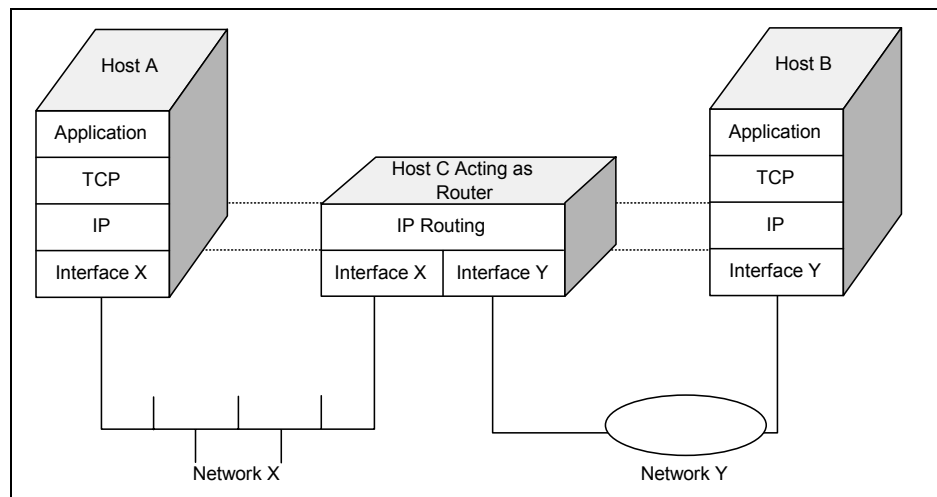 Host A
Application
TCP
IP
Interface X
Host C Acting as
Router
IP Routing
Interface X
Interface Y
Host B
Application
TCP
IP
Interface Y
Network X
Network Y